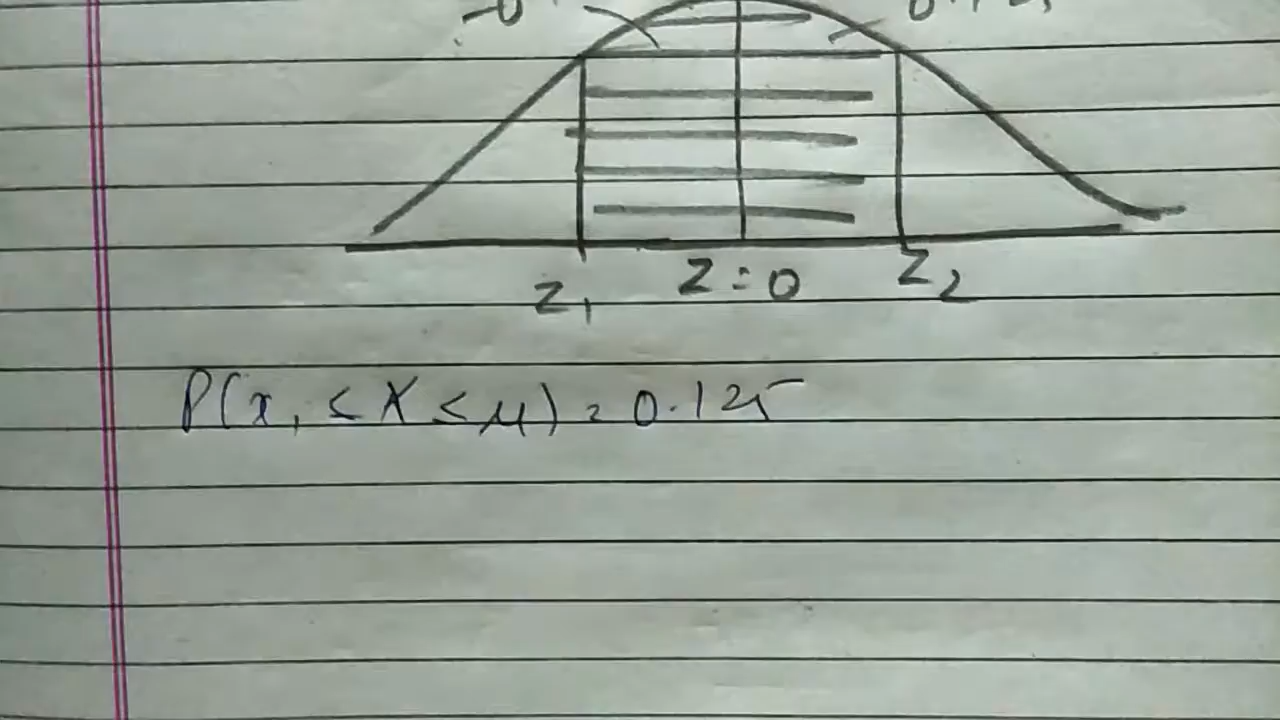 Z₁ Z = 0 Z₂
P(x₁ ≤ X ≤ μ) = 0.125